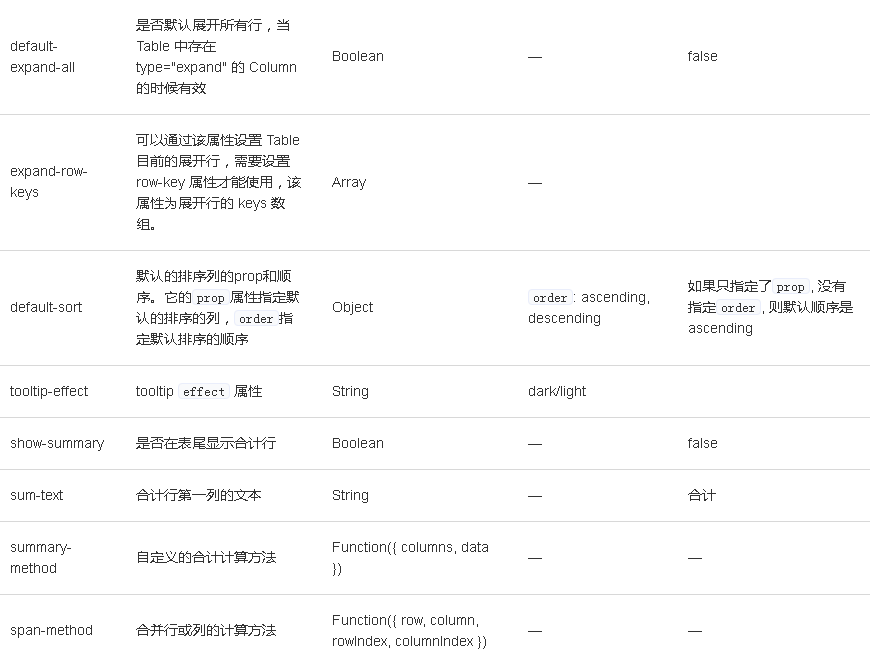 default-
expand-all
是否默认展开所有行，当
Table 中存在
type="expand" 的 Column
的时候有效
Boolean
—
false
expand-row-
keys
可以通过该属性设置 Table
目前的展开行，需要设置
row-key 属性才能使用，该
属性为展开行的 keys 数
组。
Array
—
default-sort
默认的排序列的prop和顺
序。它的 prop 属性指定默
认的排序的列， order 指
定默认排序的顺序
Object
order : ascending,
descending
如果只指定了 prop , 没有
指定 order , 则默认顺序是
ascending
tooltip-effect
tooltip effect 属性
String
dark/light
show-summary
是否在表尾显示合计行
Boolean
—
false
sum-text
合计行第一列的文本
String
—
合计
summary-
method
自定义的合计计算方法
Function({ columns, data
})
—
—
span-method
合并行或列的计算方法
Function({ row, column,
rowIndex, columnIndex })
—
—